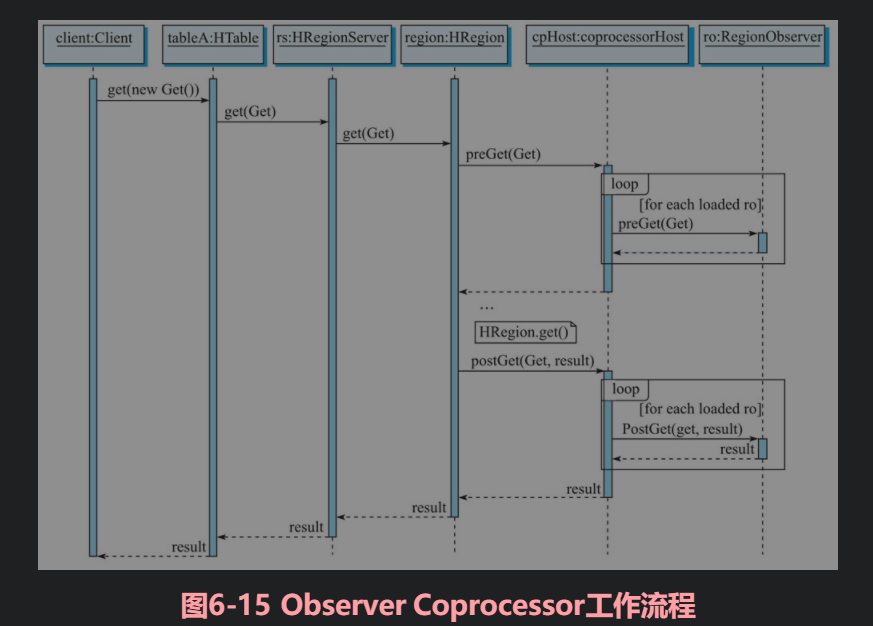 client:Client tableA:HTable rs:HRegionServer region:HRegion cpHost:coprocessorHost ro:RegionObserver
get(new Get())
get(Get)
get(Get)
preGet(Get)
loop
[for each loaded ro]
preGet(Get)
...
HRegion.get()
postGet(Get, result)
loop
[for each loaded ro]
PostGet(get, result)
result
result
result
result
result
图6-15 Observer Coprocessor工作流程